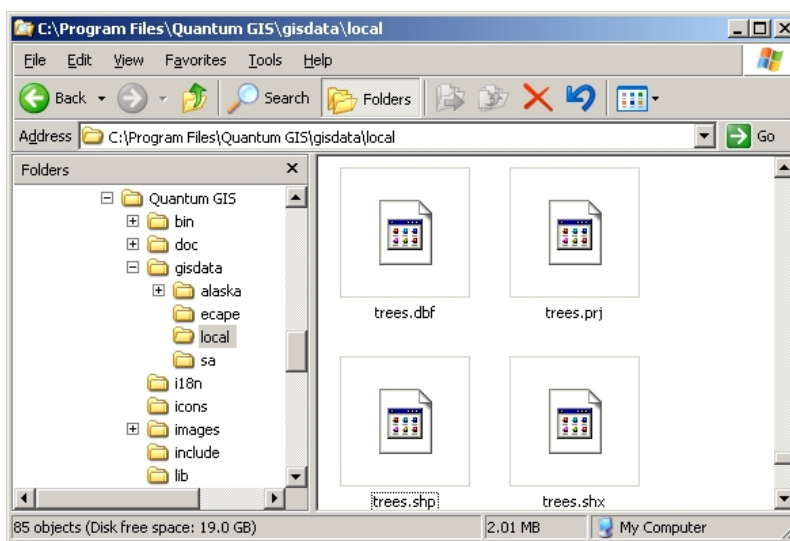 C:\Program Files\Quantum GIS\gisdata\local
File Edit View Favorites Tools Help
Back Search Folders
Address C:\Program Files\Quantum GIS\gisdata\local Go
Folders x
Quantum GIS
bin
doc
gisdata
alaska
ecape
local
sa
i18n
icons
images
include
lib
trees.dbf trees.prj
trees.shp trees.shx
85 objects (Disk free space: 19.0 GB) 2.01 MB My Computer